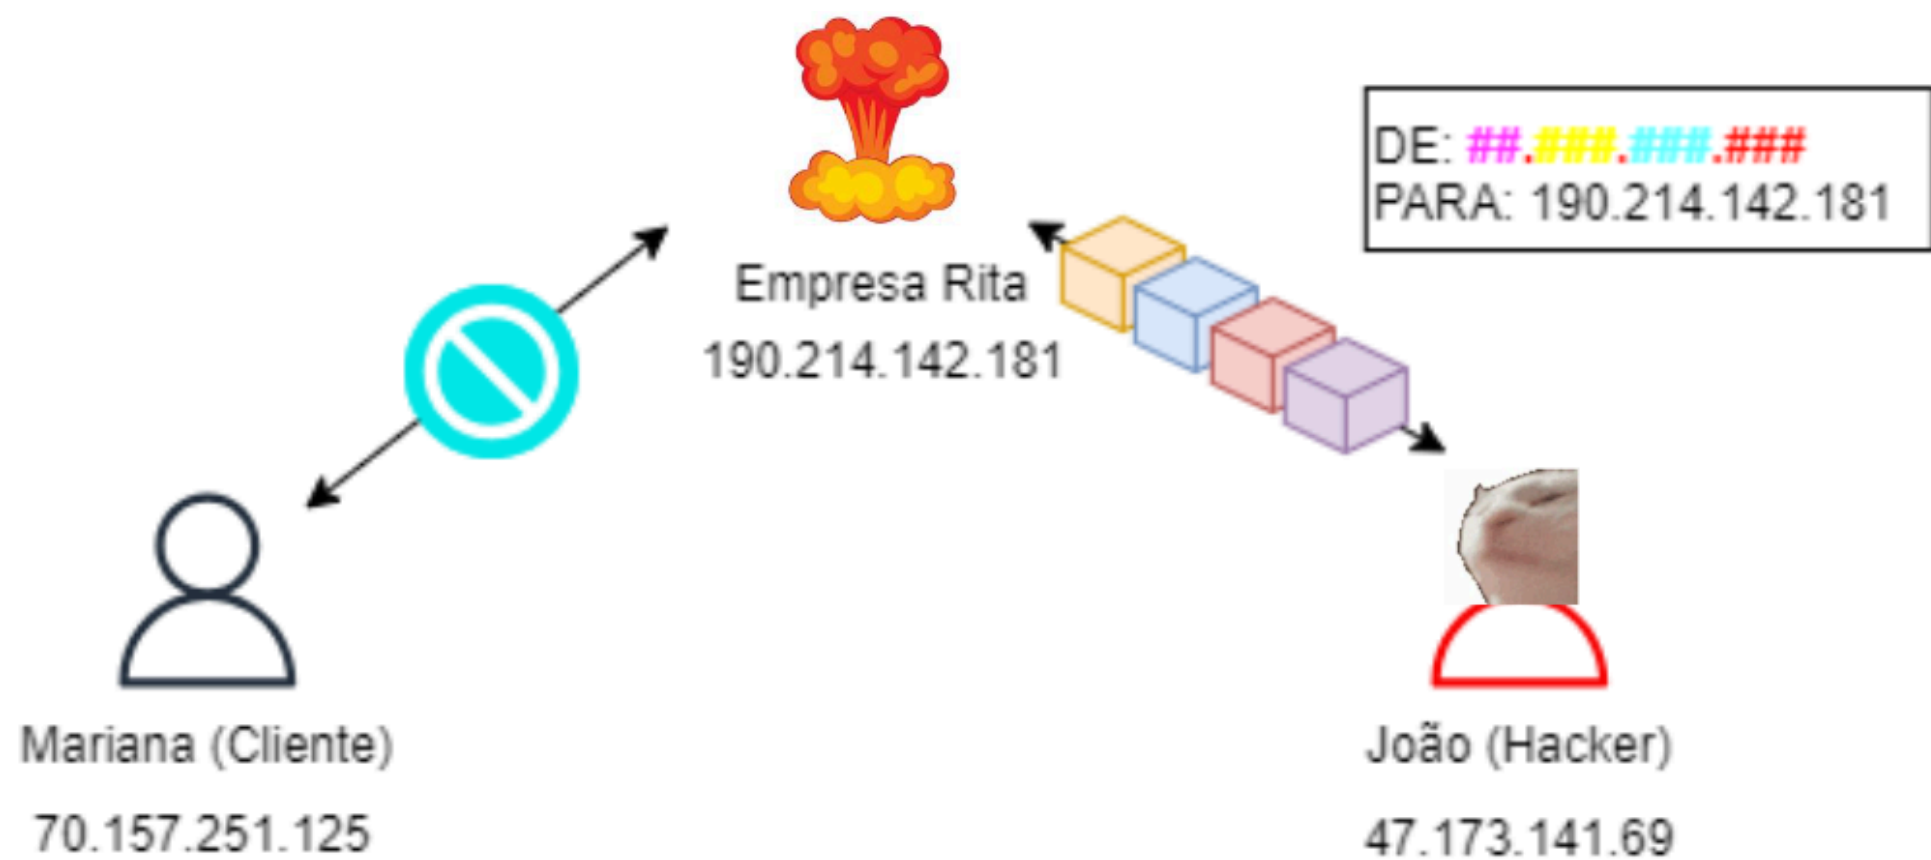 DE: ##.###.###.###
PARA: 190.214.142.181
Empresa Rita
190.214.142.181
Mariana (Cliente)
70.157.251.125
João (Hacker)
47.173.141.69